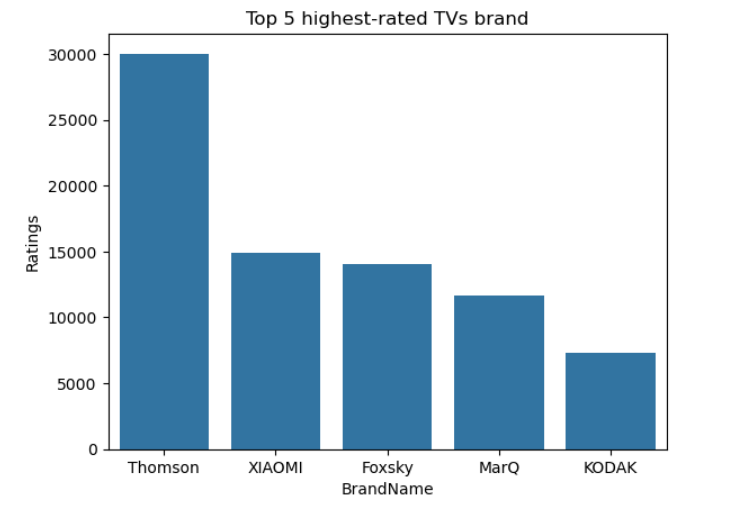 Top 5 highest-rated TVs brand
30000
25000
20000
15000
10000
5000
0
Ratings
Thomson XIAOMI Foxsky MarQ KODAK
BrandName